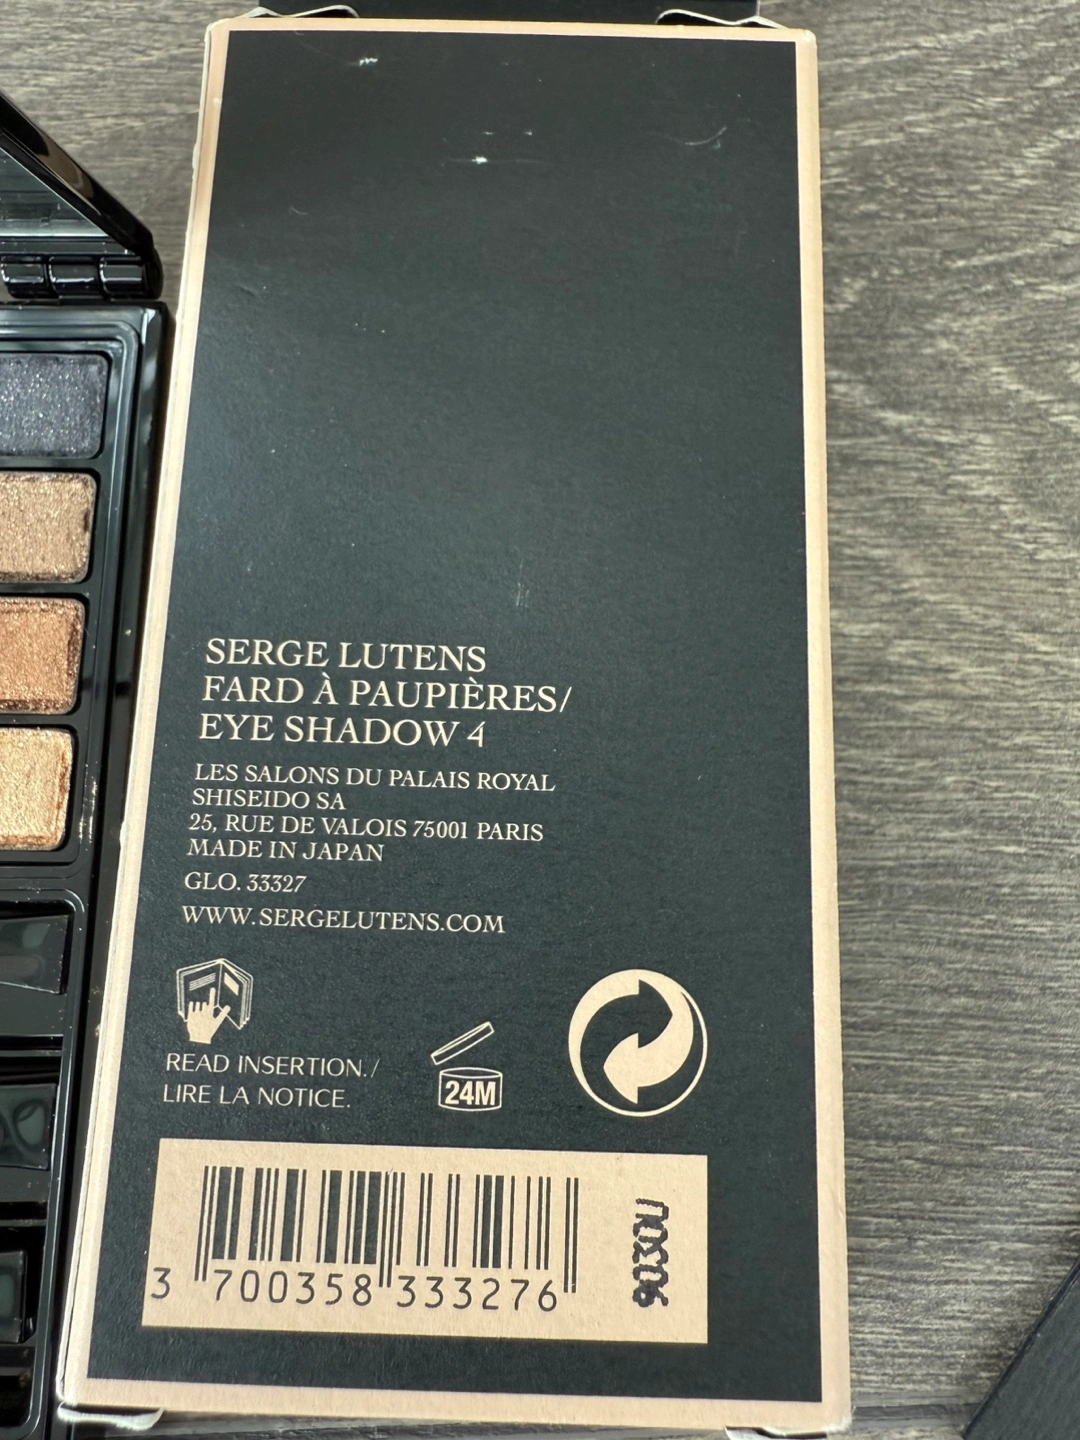 SERGE LUTENS
FARD À PAUPIÈRES/
EYE SHADOW 4
LES SALONS DU PALAIS ROYAL
SHISEIDO SA
25, RUE DE VALOIS 75001 PARIS
MADE IN JAPAN
GLO. 33327
WWW.SERGELUTENS.COM
READ INSERTION./
LIRE LA NOTICE.
24M
3 700358 333276
9030U